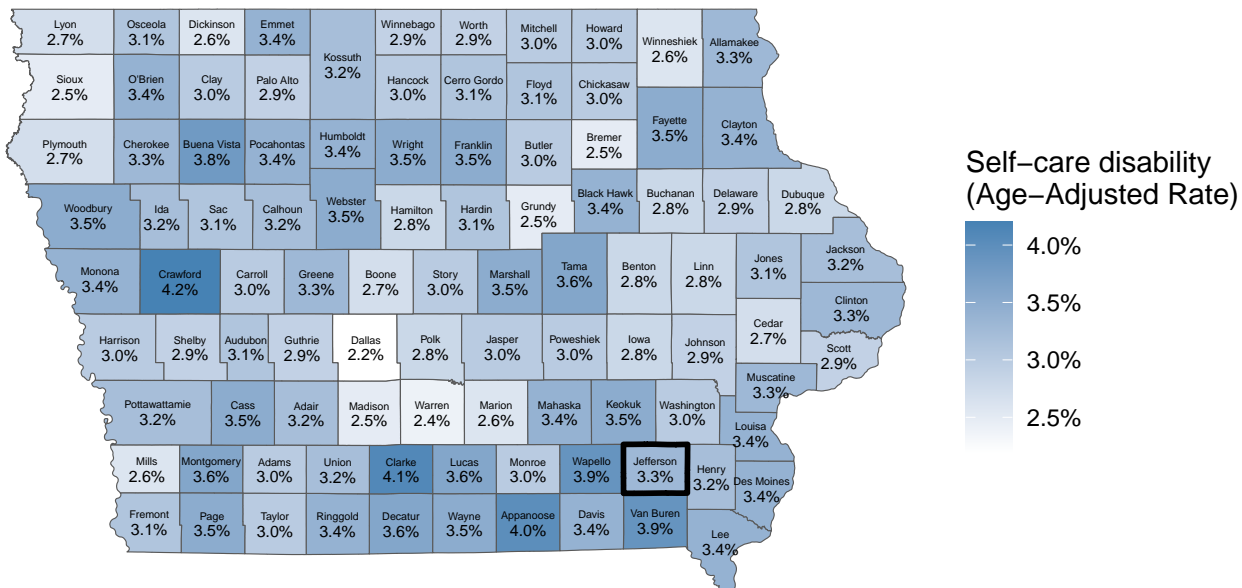 Lyon
2.7%
Osceola
3.1%
Dickinson
2.6%
Emmet
3.4%
Kossuth
3.2%
Winnebago
2.9%
Worth
2.9%
Mitchell
3.0%
Howard
3.0%
Winneshiek
2.6%
Allamakee
3.3%
Sioux
2.5%
O'Brien
3.4%
Clay
3.0%
Palo Alto
2.9%
Hancock
3.0%
Cerro Gordo
3.1%
Floyd
3.1%
Chickasaw
3.0%
Fayette
3.5%
Clayton
3.4%
Plymouth
2.7%
Cherokee
3.3%
Buena Vista
3.8%
Pocahontas
3.4%
Humboldt
3.4%
Wright
3.5%
Franklin
3.5%
Butler
3.0%
Bremer
2.5%
Woodbury
3.5%
Ida
3.2%
Sac
3.1%
Calhoun
3.2%
Webster
3.5%
Hamilton
2.8%
Hardin
3.1%
Grundy
2.5%
Black Hawk
3.4%
Buchanan
2.8%
Delaware
2.9%
Dubuque
2.8%
Monona
3.4%
Crawford
4.2%
Carroll
3.0%
Greene
3.3%
Boone
2.7%
Story
3.0%
Marshall
3.5%
Tama
3.6%
Benton
2.8%
Linn
2.8%
Jones
3.1%
Jackson
3.2%
Clinton
3.3%
Harrison
3.0%
Shelby
2.9%
Audubon
3.1%
Guthrie
2.9%
Dallas
2.2%
Polk
2.8%
Jasper
3.0%
Poweshiek
3.0%
Iowa
2.8%
Johnson
2.9%
Cedar
2.7%
Scott
2.9%
Muscatine
3.3%
Pottawattamie
3.2%
Cass
3.5%
Adair
3.2%
Madison
2.5%
Warren
2.4%
Marion
2.6%
Mahaska
3.4%
Keokuk
3.5%
Washington
3.0%
Louisa
3.4%
Mills
2.6%
Montgomery
3.6%
Adams
3.0%
Union
3.2%
Clarke
4.1%
Lucas
3.6%
Monroe
3.0%
Wapello
3.9%
Jefferson
3.3%
Henry
3.2%
Des Moines
3.4%
Fremont
3.1%
Page
3.5%
Taylor
3.0%
Ringgold
3.4%
Decatur
3.6%
Wayne
3.5%
Appanoose
4.0%
Davis
3.4%
Van Buren
3.9%
Lee
3.4%
Self−care disability
(Age−Adjusted Rate)
4.0%
3.5%
3.0%
2.5%